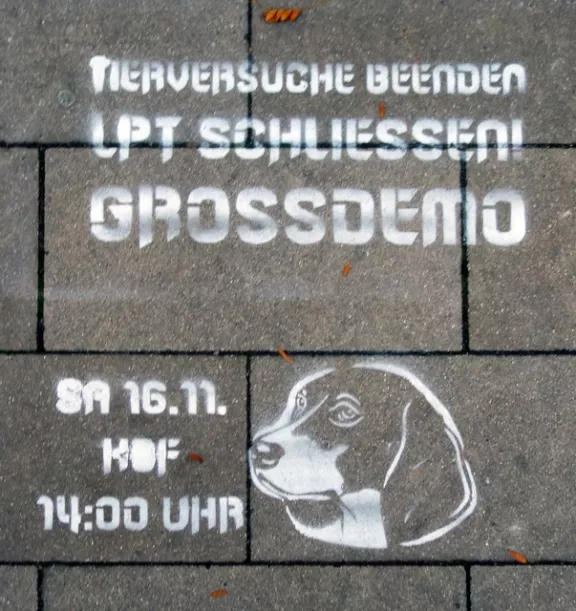 TIERVERSUCHE BEENDEN
LPT SCHLIESSEN!
GROSSDEMO
SA 16.11.
HBF
14:00 UHR